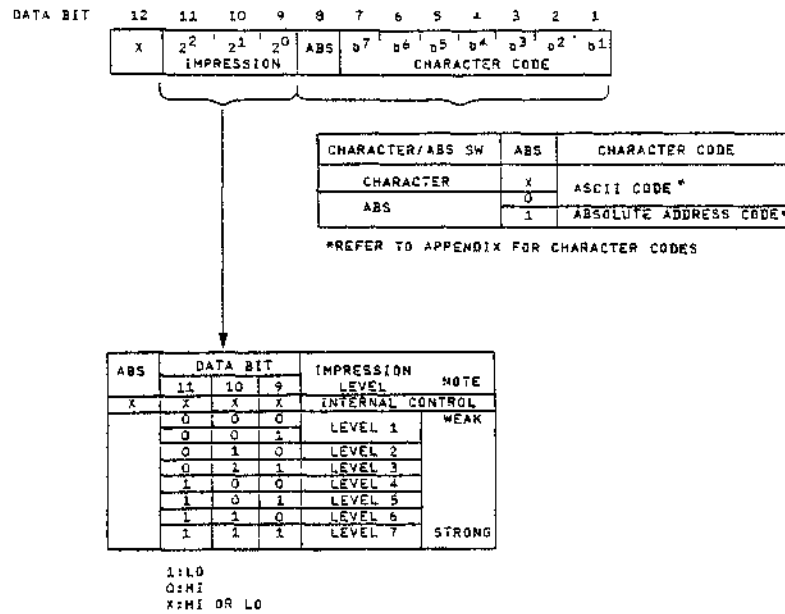 DATA BIT 12 11 10 9 8 7 6 5 4 3 2 1
X 2² 2¹ 2⁰ ABS b7 b6 b5 b4 b3 b2 b1
IMPRESSION CHARACTER CODE
CHARACTER/ABS SW ABS CHARACTER CODE
CHARACTER X ASCII CODE*
ABS 0
1 ABSOLUTE ADDRESS CODE*
*REFER TO APPENDIX FOR CHARACTER CODES
ABS DATA BIT IMPRESSION LEVEL NOTE
11 10 9
X X X X INTERNAL CONTROL
0 0 0 LEVEL 1 WEAK
0 0 1
0 1 0 LEVEL 2
0 1 1 LEVEL 3
1 0 0 LEVEL 4
1 0 1 LEVEL 5
1 1 0 LEVEL 6
1 1 1 LEVEL 7 STRONG
1:LO
0:HI
X:HI OR LO